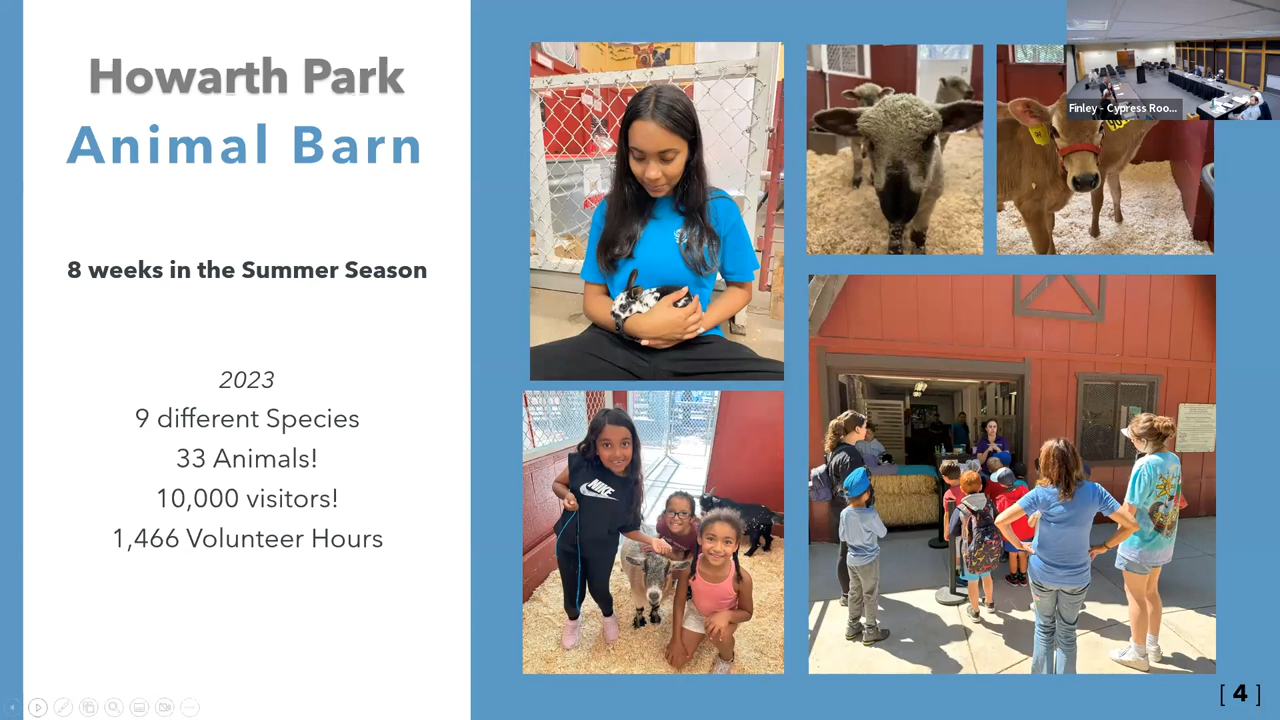 Howarth Park
Animal Barn
8 weeks in the Summer Season
2023
9 different Species
33 Animals!
10,000 visitors!
1,466 Volunteer Hours
NIKE
Finley - Cypress Roo...
[ 4 ]